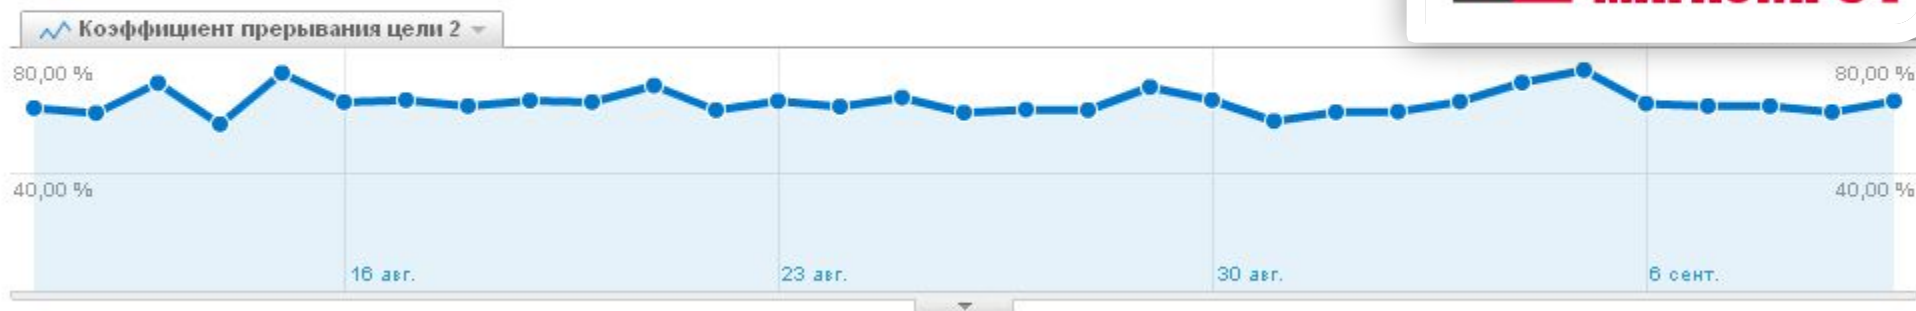 Коэффициент прерывания цели 2
80,00 % 80,00 %
40,00 % 40,00 %
16 авг. 23 авг. 30 авг. 6 сент.